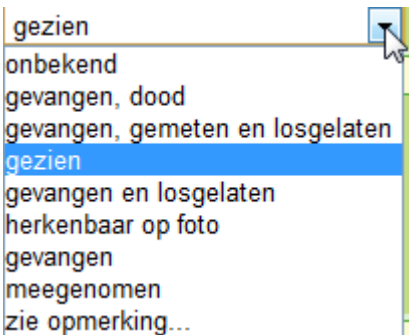 gezien
onbekend
gevangen, dood
gevangen, gemeten en losgelaten
gezien
gevangen en losgelaten
herkenbaar op foto
gevangen
meegenomen
zie opmerking...